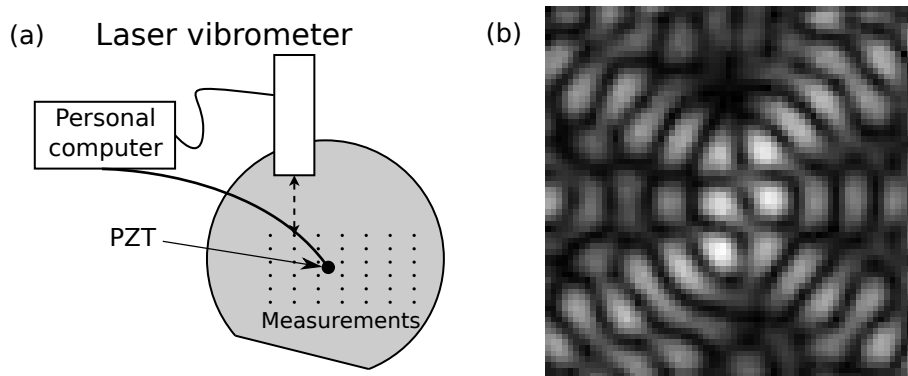 (a)
Laser vibrometer
(b)
Personal
computer
PZT
Measurements